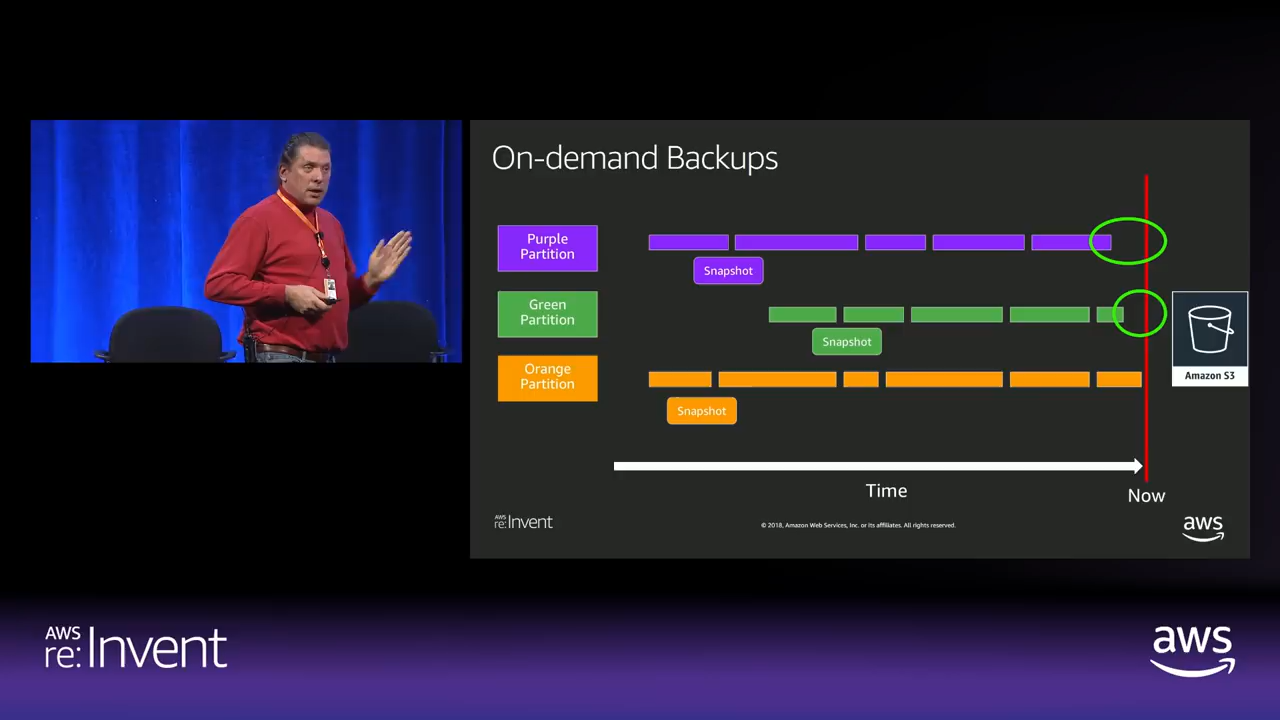 On-demand Backups
Purple
Partition
Snapshot
Green
Partition
Snapshot
Orange
Partition
Snapshot
Amazon S3
Time
Now
AWS
re:Invent
© 2018, Amazon Web Services, Inc. or its affiliates. All rights reserved.
aws
AWS
re:Invent
aws